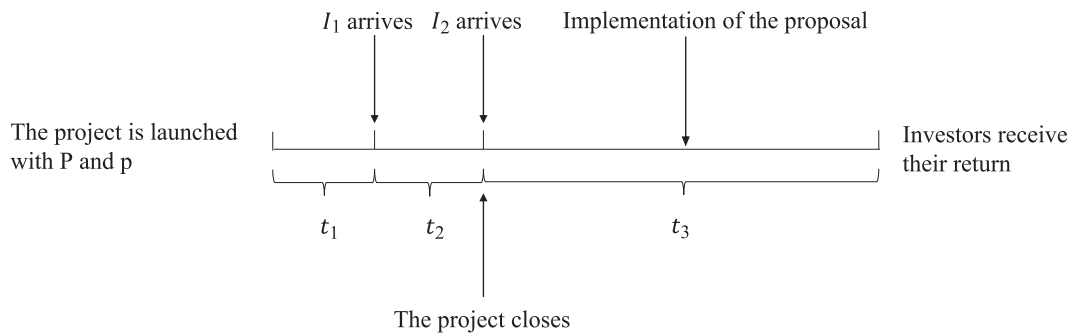 I₁ arrives
I₂ arrives
Implementation of the proposal
The project is launched
with P and p
Investors receive
their return
t₁
t₂
t₃
The project closes